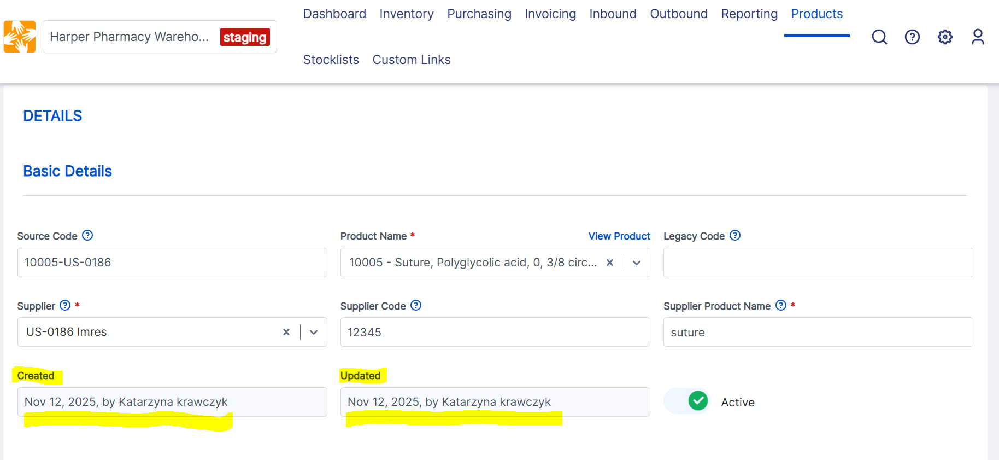 Dashboard Inventory Purchasing Invoicing Inbound Outbound Reporting Products
Harper Pharmacy Wareho... staging
Stocklists Custom Links
DETAILS
Basic Details
Source Code ?
Product Name * View Product
Legacy Code ?
10005-US-0186
10005 - Suture, Polyglycolic acid, 0, 3/8 circ...
Supplier ? *
Supplier Code ?
Supplier Product Name ? *
US-0186 Imres
12345
suture
Created
Updated
Nov 12, 2025, by Katarzyna krawczyk
Nov 12, 2025, by Katarzyna krawczyk
Active